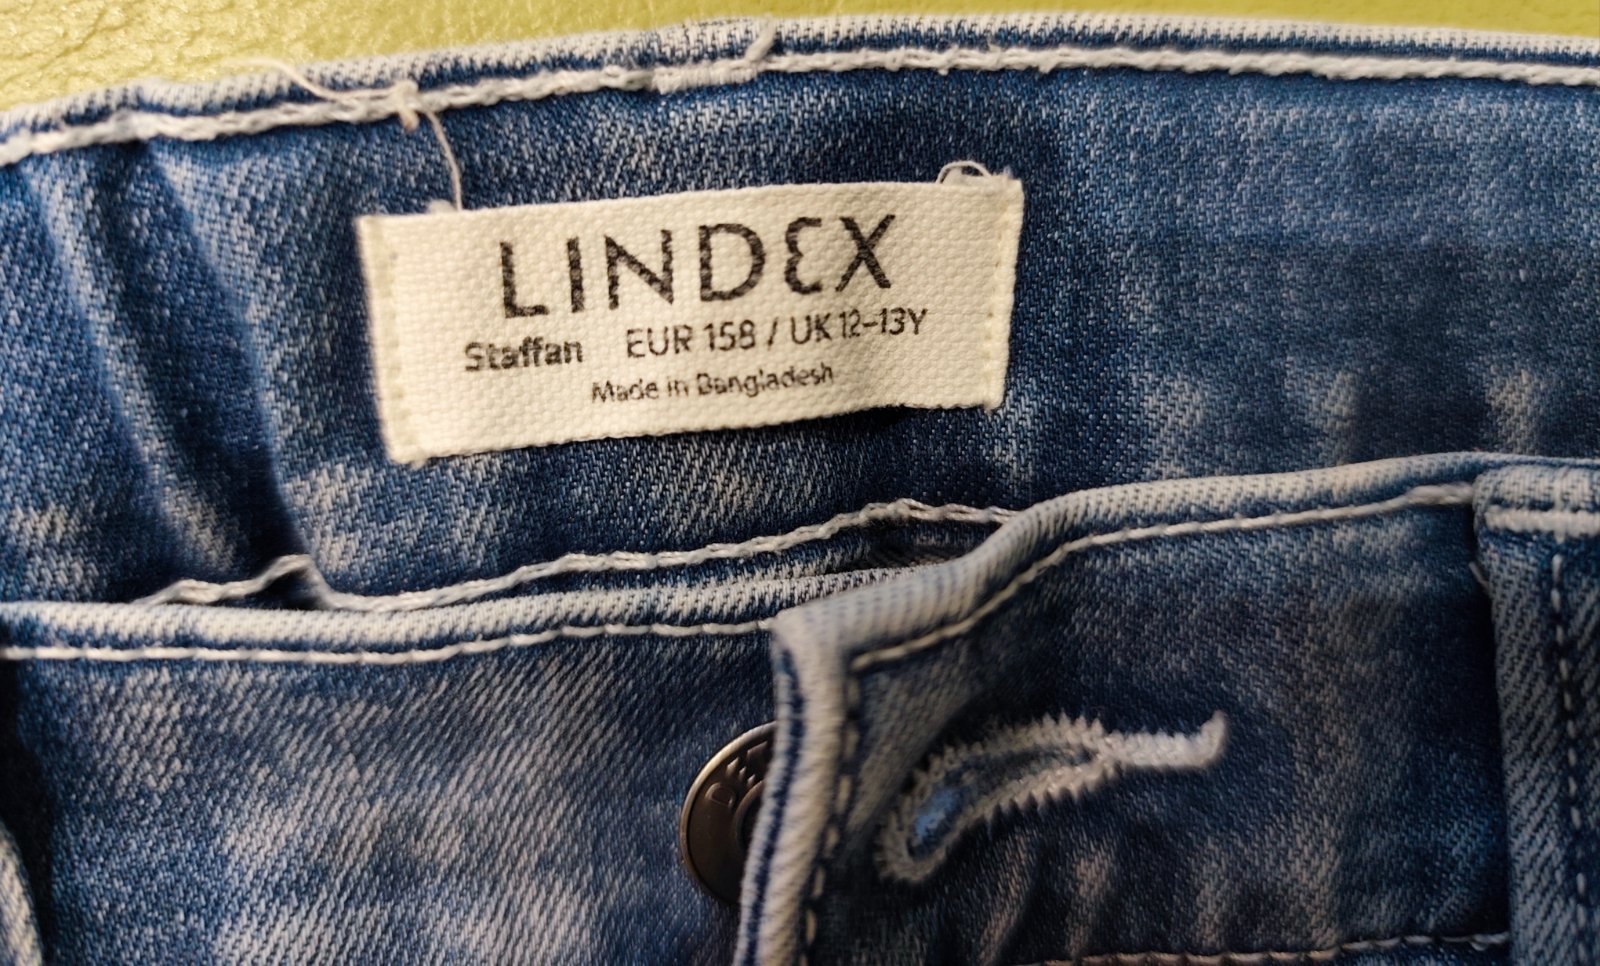 LINDEX
Staffan EUR 158 / UK 12-13Y
Made in Bangladesh